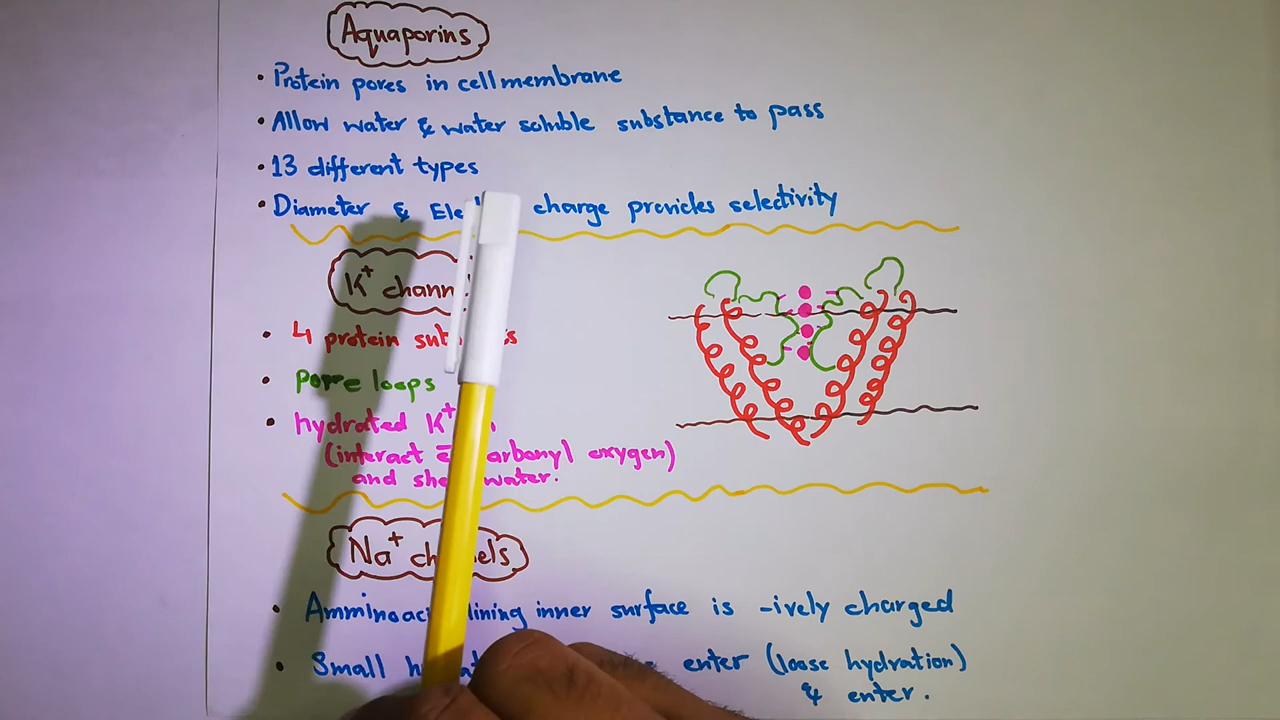 Aquaporins
• Protein pores in cell membrane
• Allow water & water soluble substance to pass
• 13 different types
• Diameter & charge provides selectivity
K+
• 4 protein
• Pore loops
• hydrated K+
(interact c̄ carbonyl oxygen)
and water.
Na+
• Amminoac lining inner surface is -ively charged
• Small enter (loose hydration)
& enter.